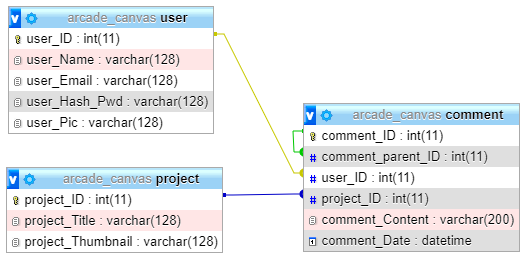 arcade_canvas user
user_ID : int(11)
user_Name : varchar(128)
user_Email : varchar(128)
user_Hash_Pwd : varchar(128)
user_Pic : varchar(128)
arcade_canvas project
project_ID : int(11)
project_Title : varchar(128)
project_Thumbnail : varchar(128)
arcade_canvas comment
comment_ID : int(11)
# comment_parent_ID : int(11)
# user_ID : int(11)
# project_ID : int(11)
comment_Content : varchar(200)
comment_Date : datetime